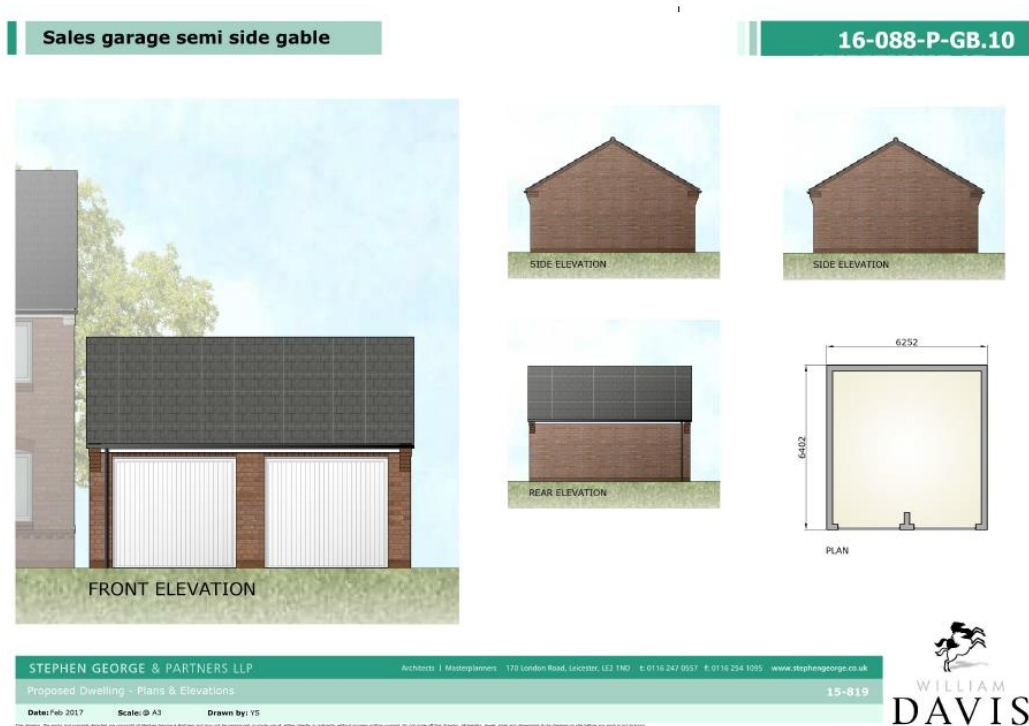 Sales garage semi side gable
16-088-P-GB.10
SIDE ELEVATION
SIDE ELEVATION
FRONT ELEVATION
REAR ELEVATION
6252
6402
PLAN
STEPHEN GEORGE & PARTNERS LLP
Architects | Masterplanners 170 London Road, Leicester, LE2 1ND t: 0116 247 0557 f: 0116 254 1095 www.stephengeorge.co.uk
Proposed Dwelling - Plans & Elevations
15-819
Date: Feb 2017 Scale: @ A3 Drawn by: YS
WILLIAM
DAVIS